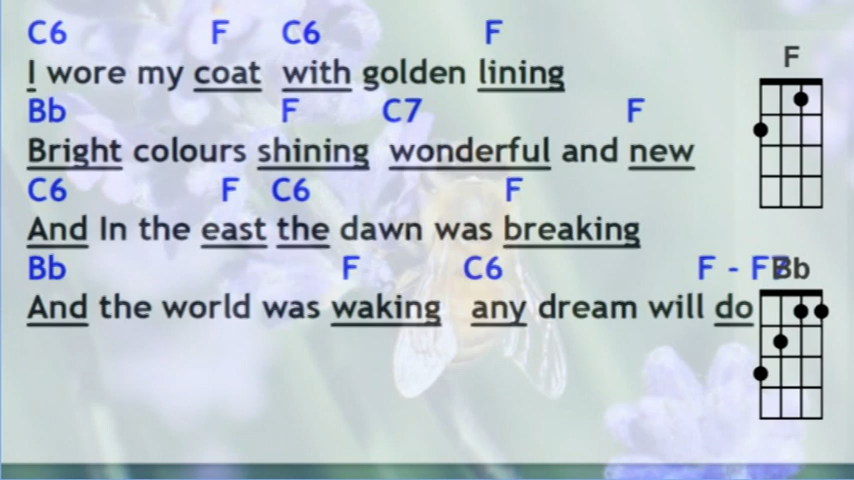 C6 F C6 F
I wore my coat with golden lining
F
Bb F C7 F
Bright colours shining wonderful and new
C6 F C6 F
And In the east the dawn was breaking
Bb F C6 F - F7
Bb
And the world was waking any dream will do